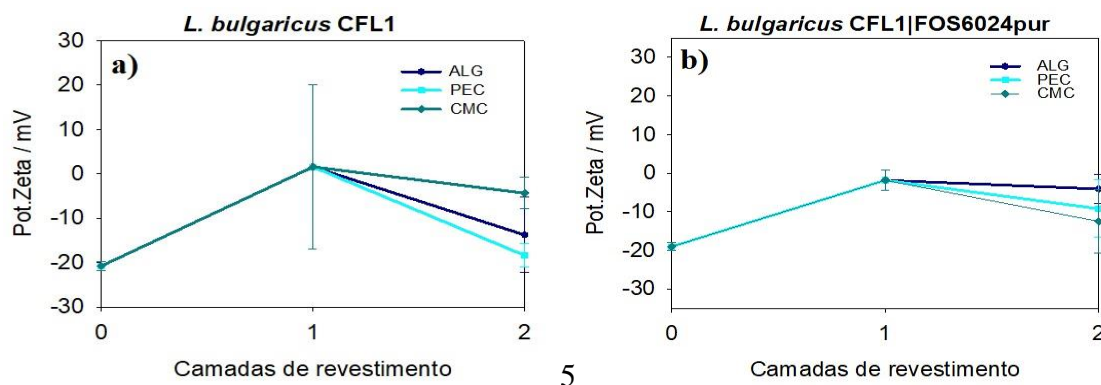 L. bulgaricus CFL1
a)
ALG
PEC
CMC
30
20
10
0
-10
-20
-30
Pot.Zeta / mV
0 1 2
Camadas de revestimento
5
L. bulgaricus CFL1|FOS6024pur
b)
ALG
PEC
CMC
30
20
10
0
-10
-20
-30
Pot.Zeta / mV
0 1 2
Camadas de revestimento